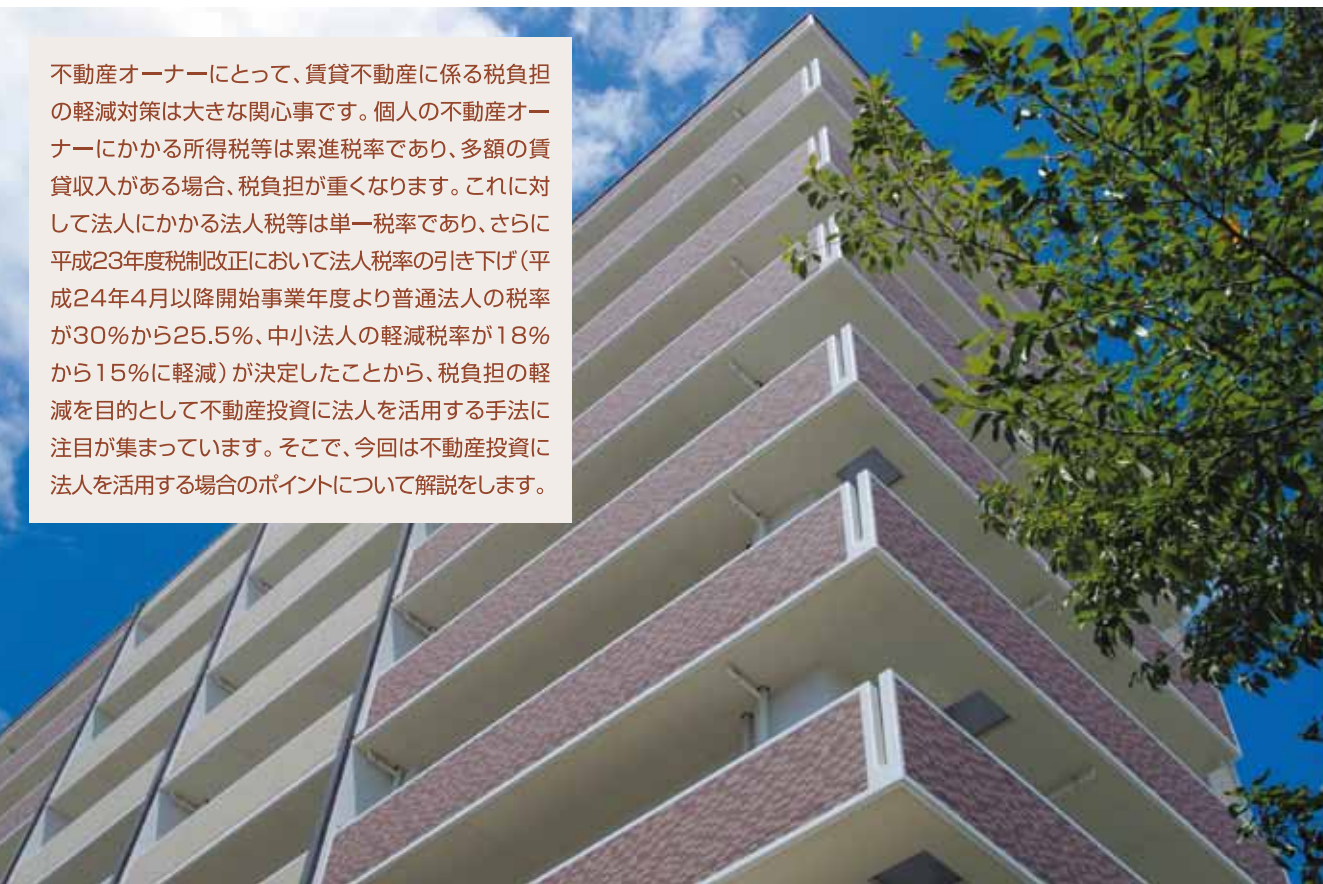 不動産オーナーにとって、賃貸不動産に係る税負担
の軽減対策は大きな関心事です。個人の不動産オー
ナーにかかる所得税等は累進税率であり、多額の賃
貸収入がある場合、税負担が重くなります。これに対
して法人にかかる法人税等は単一税率であり、さらに
平成23年度税制改正において法人税率の引き下げ（平
成24年4月以降開始事業年度より普通法人の税率
が30％から25.5％、中小法人の軽減税率が18％
から15％に軽減）が決定したことから、税負担の軽
減を目的として不動産投資に法人を活用する手法に
注目が集まっています。そこで、今回は不動産投資に
法人を活用する場合のポイントについて解説をします。